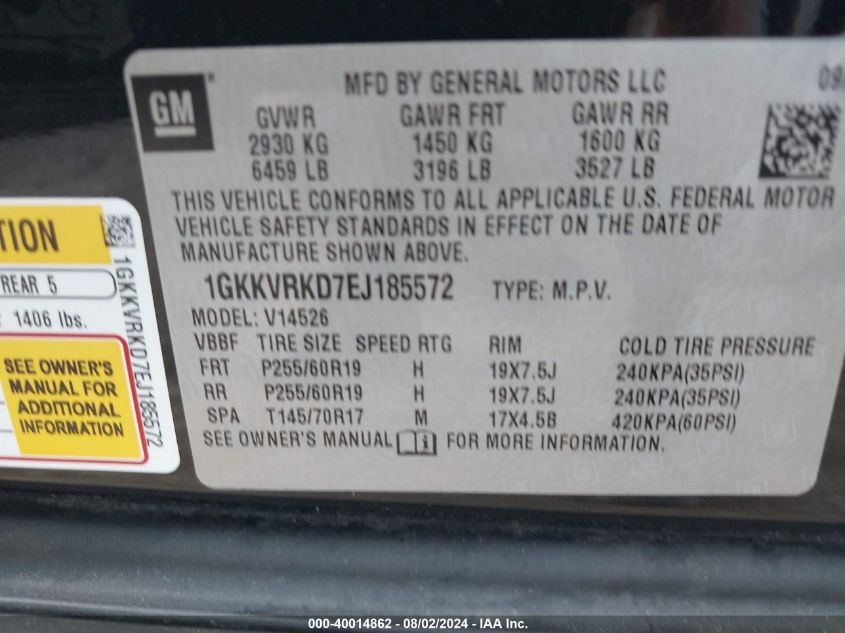 GM
®
MFD BY GENERAL MOTORS LLC
GVWR GAWR FRT GAWR RR
2930 KG 1450 KG 1600 KG
6459 LB 3196 LB 3527 LB
THIS VEHICLE CONFORMS TO ALL APPLICABLE U.S. FEDERAL MOTOR
VEHICLE SAFETY STANDARDS IN EFFECT ON THE DATE OF
MANUFACTURE SHOWN ABOVE.
1GKKVRKD7EJ185572 TYPE: M.P.V.
MODEL: V14526
VBBF TIRE SIZE SPEED RTG RIM COLD TIRE PRESSURE
FRT P255/60R19 H 19X7.5J 240KPA(35PSI)
RR P255/60R19 H 19X7.5J 240KPA(35PSI)
SPA T145/70R17 M 17X4.5B 420KPA(60PSI)
SEE OWNER'S MANUAL FOR MORE INFORMATION.
TION
REAR 5
1406 lbs.
SEE OWNER'S
MANUAL FOR
ADDITIONAL
INFORMATION
1GKKVRKD7EJ185572
000-40014862 - 08/02/2024 - IAA Inc.